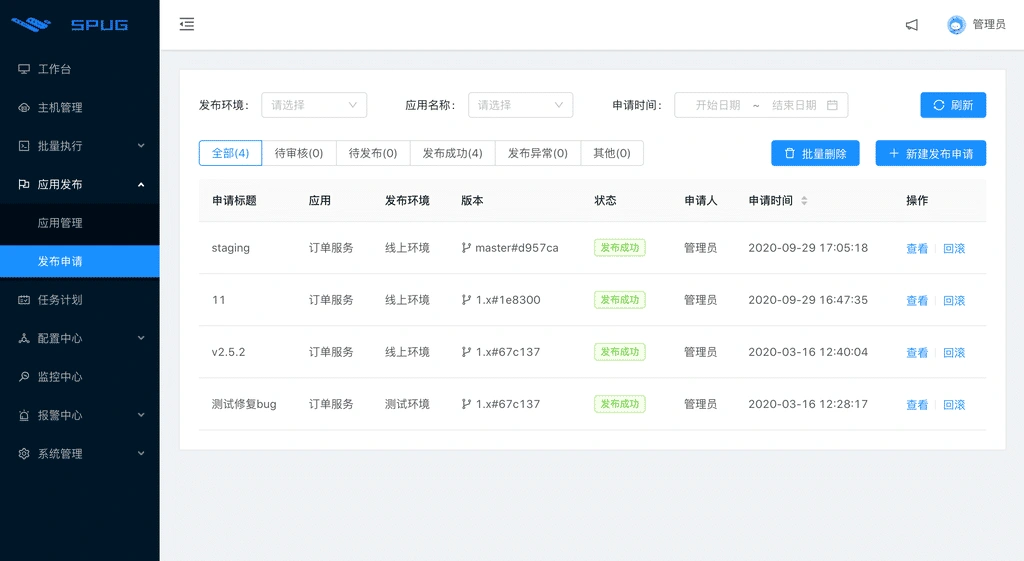 SPUG
管理员
工作台
主机管理
批量执行
应用发布
应用管理
发布申请
任务计划
配置中心
监控中心
报警中心
系统管理
发布环境: 请选择 应用名称: 请选择 申请时间: 开始日期 ~ 结束日期 刷新
全部(4) 待审核(0) 待发布(0) 发布成功(4) 发布异常(0) 其他(0) 批量删除 新建发布申请
申请标题 应用 发布环境 版本 状态 申请人 申请时间 操作
staging 订单服务 线上环境 master#d957ca 发布成功 管理员 2020-09-29 17:05:18 查看 回滚
11 订单服务 线上环境 1.x#1e8300 发布成功 管理员 2020-09-29 16:47:35 查看 回滚
v2.5.2 订单服务 线上环境 1.x#67c137 发布成功 管理员 2020-03-16 12:40:04 查看 回滚
测试修复bug 订单服务 测试环境 1.x#67c137 发布成功 管理员 2020-03-16 12:28:17 查看 回滚